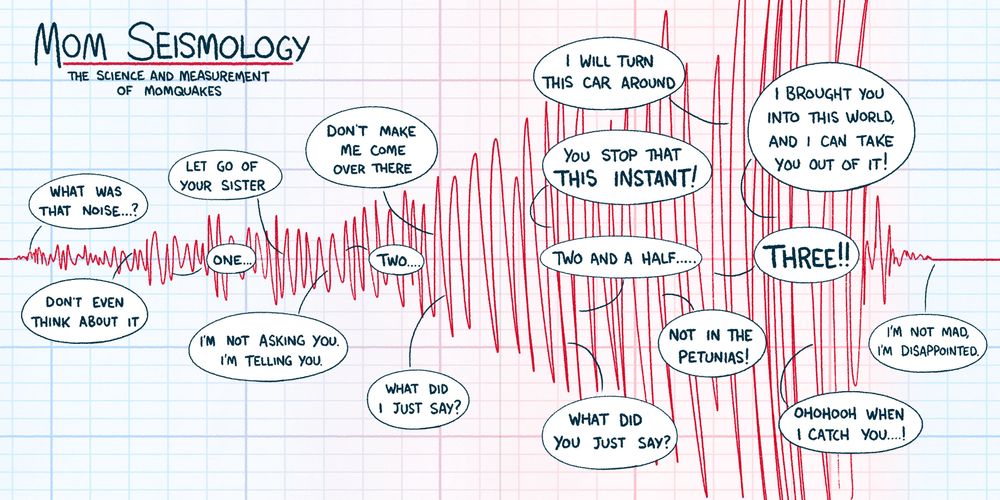 MOM SEISMOLOGY
THE SCIENCE AND MEASUREMENT
OF MOMQUAKES
WHAT WAS
THAT NOISE...?
DON'T EVEN
THINK ABOUT IT
LET GO OF
YOUR SISTER
ONE...
I'M NOT ASKING YOU.
I'M TELLING YOU.
DON'T MAKE
ME COME
OVER THERE
TWO....
WHAT DID
I JUST SAY?
I WILL TURN
THIS CAR AROUND
YOU STOP THAT
THIS INSTANT!
TWO AND A HALF.....
NOT IN THE
PETUNIAS!
WHAT DID
YOU JUST SAY?
I BROUGHT YOU
INTO THIS WORLD,
AND I CAN TAKE
YOU OUT OF IT!
THREE!!
OHOHOOH WHEN
I CATCH YOU....!
I'M NOT MAD,
I'M DISAPPOINTED.